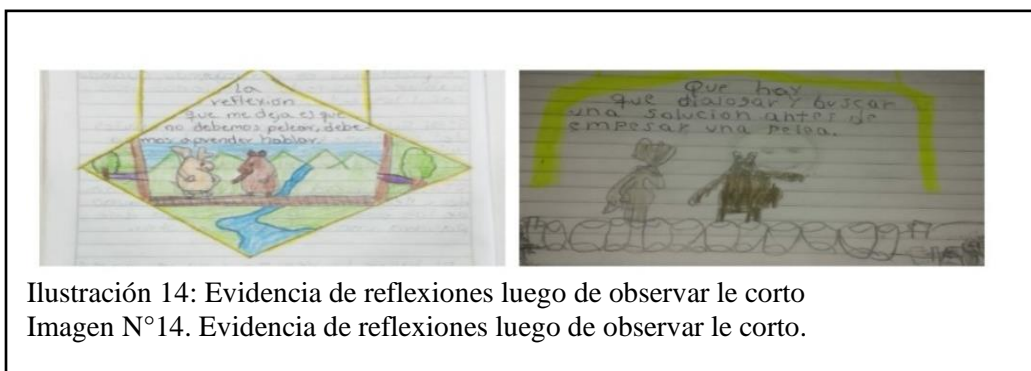 La
reflexion
que me deja es que
no debemos pelear, debe
mos aprender hablar.
Que hay
que dialogar y buscar
una solucion antes de
empesar una pelea.
Ilustración 14: Evidencia de reflexiones luego de observar le corto
Imagen N°14. Evidencia de reflexiones luego de observar le corto.